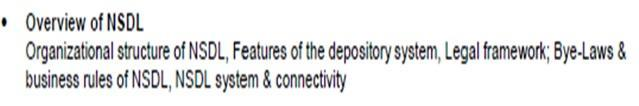 • Overview of NSDL
Organizational structure of NSDL, Features of the depository system, Legal framework; Bye-Laws &
business rules of NSDL, NSDL system & connectivity